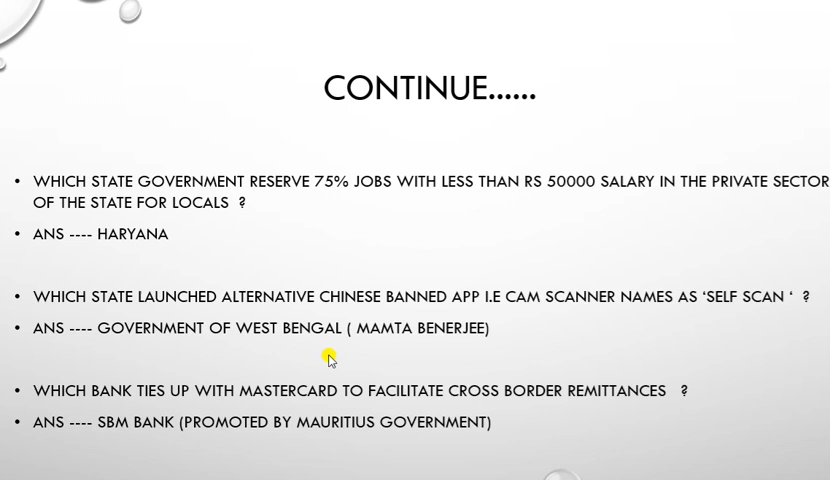 CONTINUE......
• WHICH STATE GOVERNMENT RESERVE 75% JOBS WITH LESS THAN RS 50000 SALARY IN THE PRIVATE SECTOR
OF THE STATE FOR LOCALS ?
• ANS ---- HARYANA
• WHICH STATE LAUNCHED ALTERNATIVE CHINESE BANNED APP I.E CAM SCANNER NAMES AS ‘SELF SCAN ‘ ?
• ANS ---- GOVERNMENT OF WEST BENGAL ( MAMTA BENERJEE)
• WHICH BANK TIES UP WITH MASTERCARD TO FACILITATE CROSS BORDER REMITTANCES ?
• ANS ---- SBM BANK (PROMOTED BY MAURITIUS GOVERNMENT)